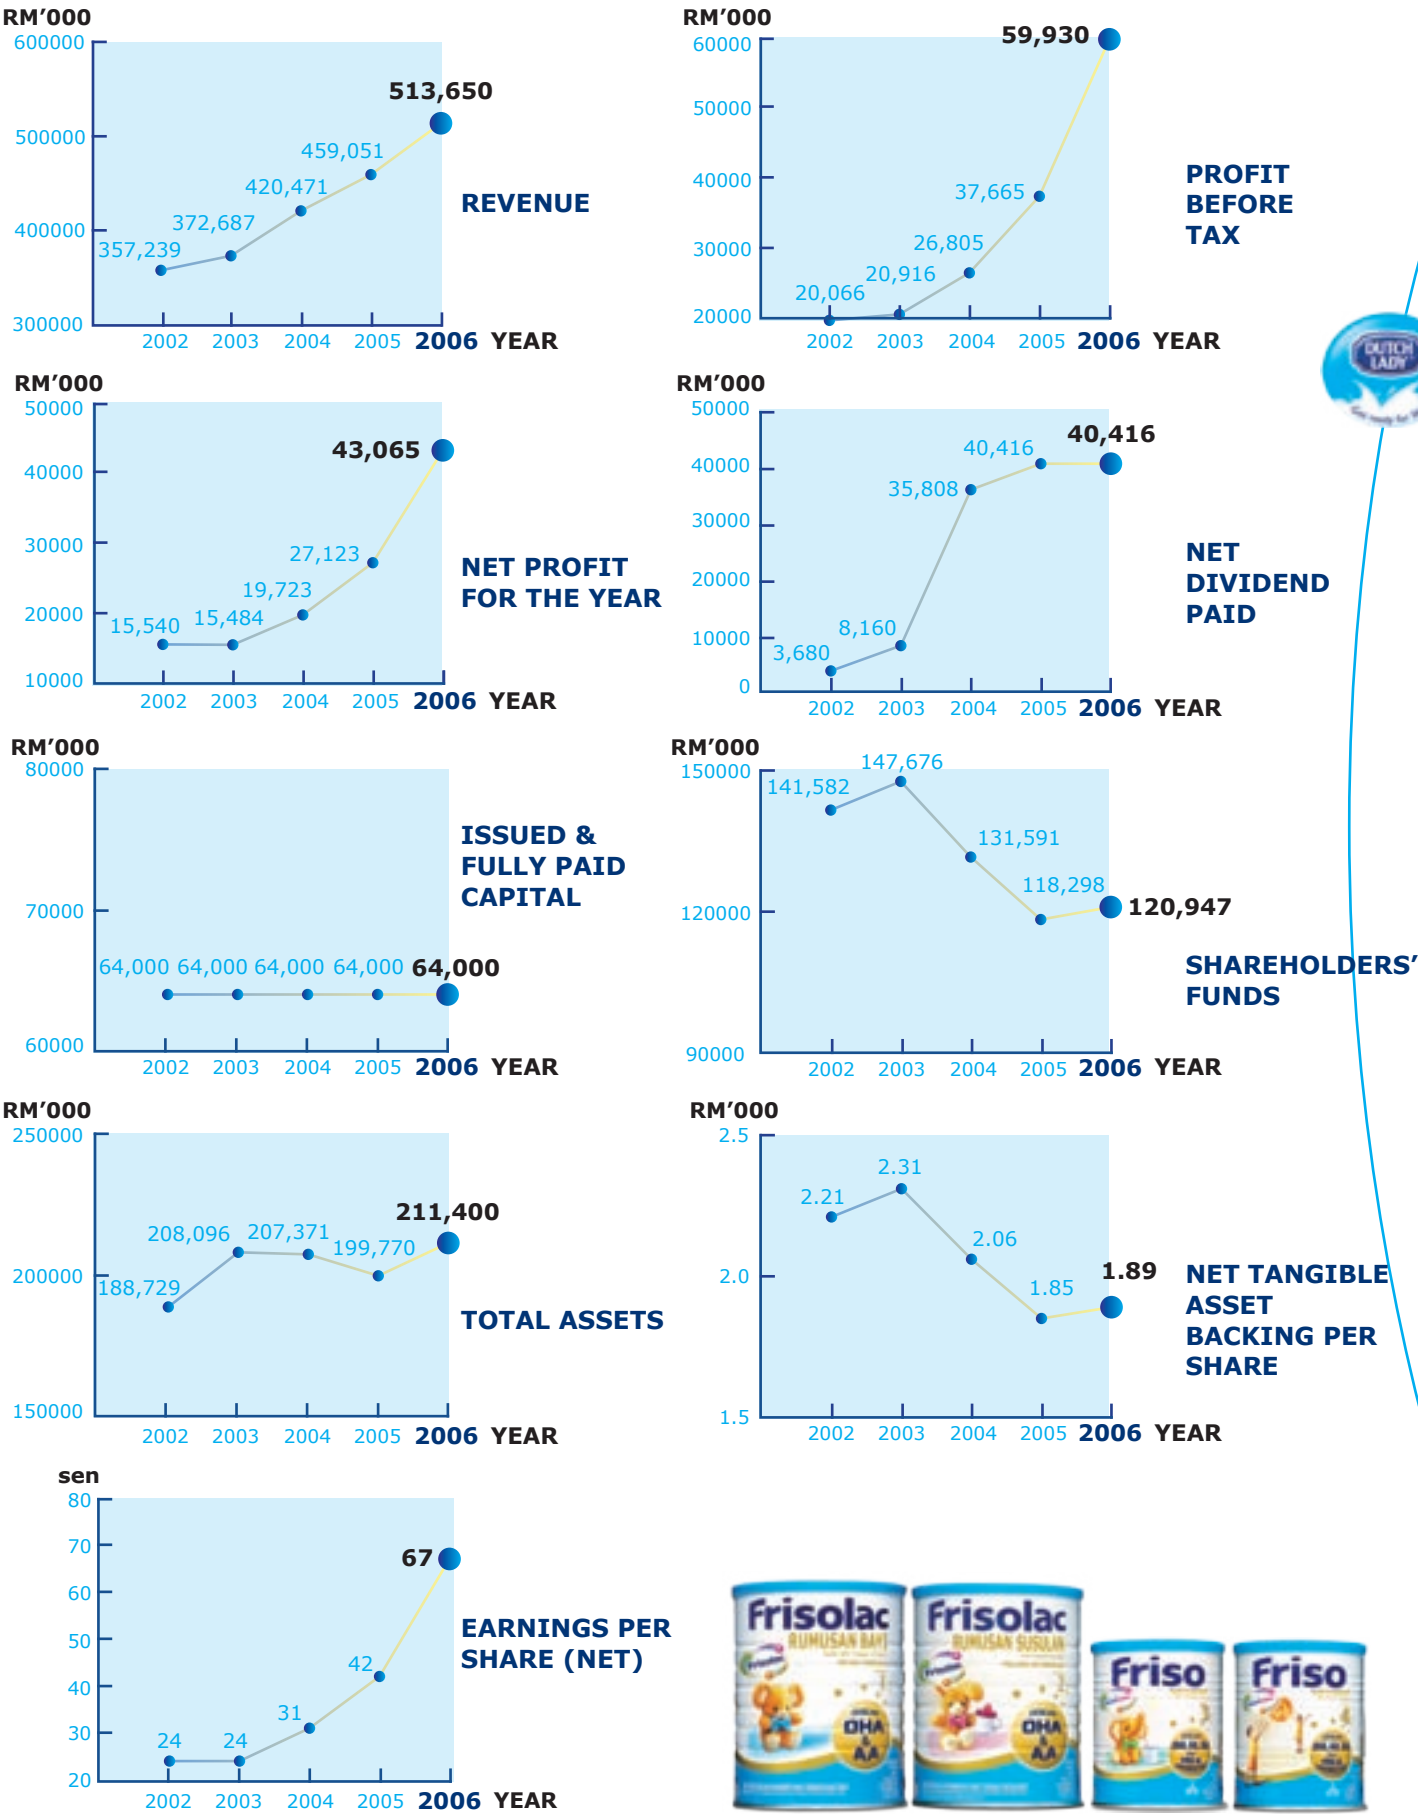 RM’000
600000
500000
400000
300000
357,239
372,687
420,471
459,051
513,650
2002 2003 2004 2005 2006 YEAR
REVENUE
RM’000
60000
50000
40000
30000
20000
20,066
20,916
26,805
37,665
59,930
2002 2003 2004 2005 2006 YEAR
PROFIT
BEFORE
TAX
DUTCH
LADY
RM’000
50000
40000
30000
20000
10000
15,540
15,484
19,723
27,123
43,065
2002 2003 2004 2005 2006 YEAR
NET PROFIT
FOR THE YEAR
RM’000
50000
40000
30000
20000
10000
0
3,680
8,160
35,808
40,416
40,416
2002 2003 2004 2005 2006 YEAR
NET
DIVIDEND
PAID
RM’000
80000
70000
60000
64,000 64,000 64,000 64,000 64,000
2002 2003 2004 2005 2006 YEAR
ISSUED &
FULLY PAID
CAPITAL
RM’000
150000
120000
90000
141,582
147,676
131,591
118,298
120,947
2002 2003 2004 2005 2006 YEAR
SHAREHOLDERS’
FUNDS
RM’000
250000
200000
150000
188,729
208,096
207,371
199,770
211,400
2002 2003 2004 2005 2006 YEAR
TOTAL ASSETS
RM’000
2.5
2.0
1.5
2.21
2.31
2.06
1.85
1.89
2002 2003 2004 2005 2006 YEAR
NET TANGIBLE
ASSET
BACKING PER
SHARE
sen
80
70
60
50
40
30
20
24
24
31
42
67
2002 2003 2004 2005 2006 YEAR
EARNINGS PER
SHARE (NET)
Frisolac
RUMUSAN BAYI
DHA
&
AA
Frisolac
RUMUSAN SUSULAN
DHA
&
AA
Friso
Friso